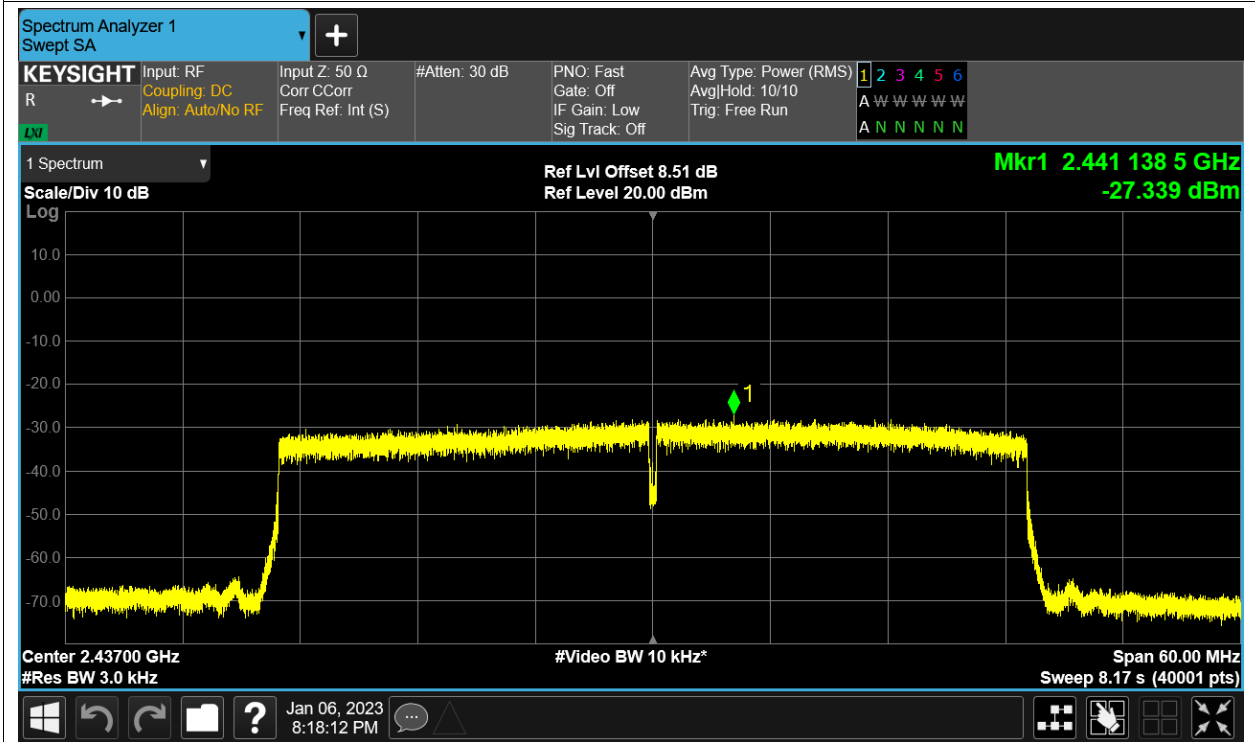 Spectrum Analyzer 1
Swept SA
KEYSIGHT
R
LXI
Input: RF
Coupling: DC
Align: Auto/No RF
Input Z: 50 Ω
Corr CCorr
Freq Ref: Int (S)
#Atten: 30 dB
PNO: Fast
Gate: Off
IF Gain: Low
Sig Track: Off
Avg Type: Power (RMS)
Avg|Hold: 10/10
Trig: Free Run
1 2 3 4 5 6
A W W W W W
A N N N N N
1 Spectrum
Scale/Div 10 dB
Log
Ref Lvl Offset 8.51 dB
Ref Level 20.00 dBm
Mkr1 2.441 138 5 GHz
-27.339 dBm
10.0
0.00
-10.0
-20.0
-30.0
-40.0
-50.0
-60.0
-70.0
1
Center 2.43700 GHz
#Res BW 3.0 kHz
#Video BW 10 kHz*
Span 60.00 MHz
Sweep 8.17 s (40001 pts)
?
Jan 06, 2023
8:18:12 PM